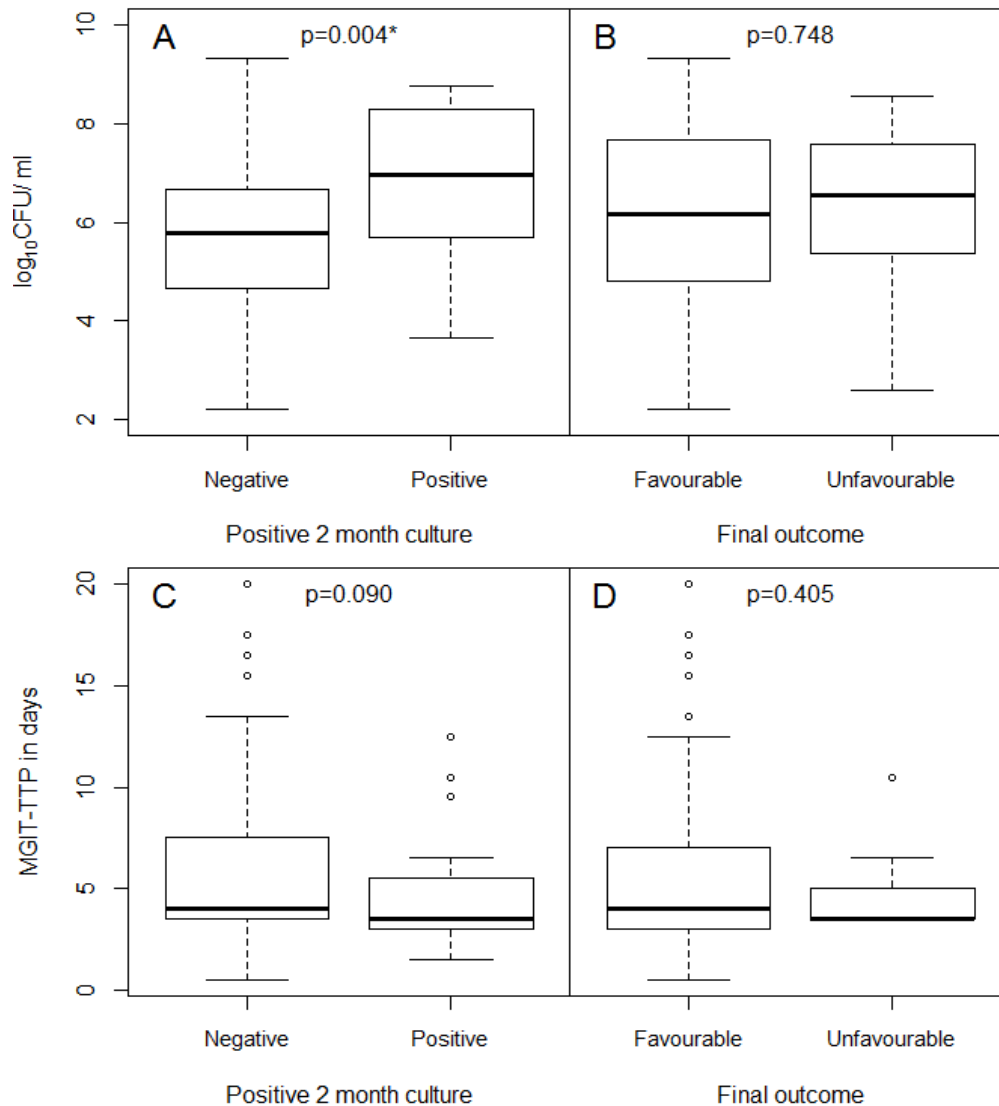 A
p=0.004*
B
p=0.748
10
8
6
4
2
log₁₀CFU/ ml
Negative
Positive
Favourable
Unfavourable
Positive 2 month culture
Final outcome
C
p=0.090
D
p=0.405
20
15
10
5
0
MGIT-TTP in days
Negative
Positive
Favourable
Unfavourable
Positive 2 month culture
Final outcome